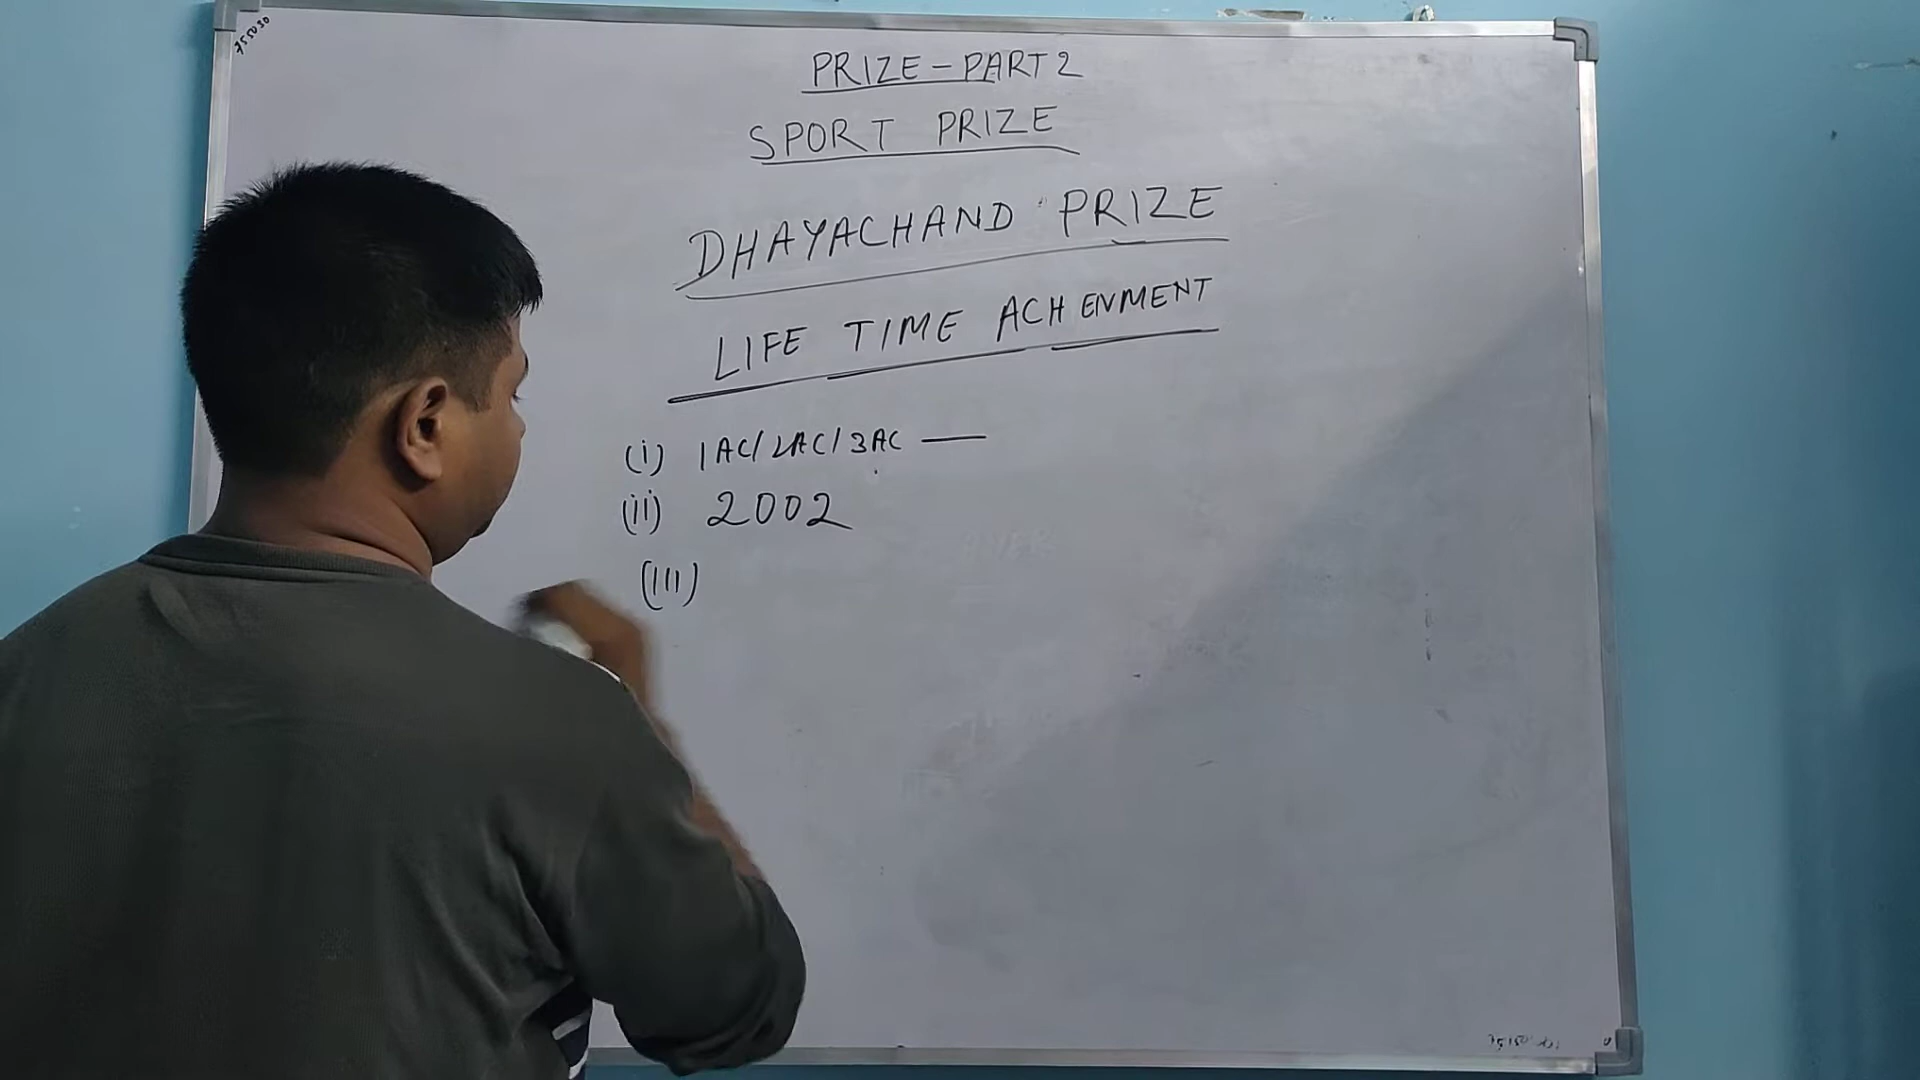 PRIZE - PART 2
SPORT PRIZE
DHAYACHAND PRIZE
LIFE TIME ACHENMENT
(i) 1AC/2AC/3AC —
(ii) 2002
(III)